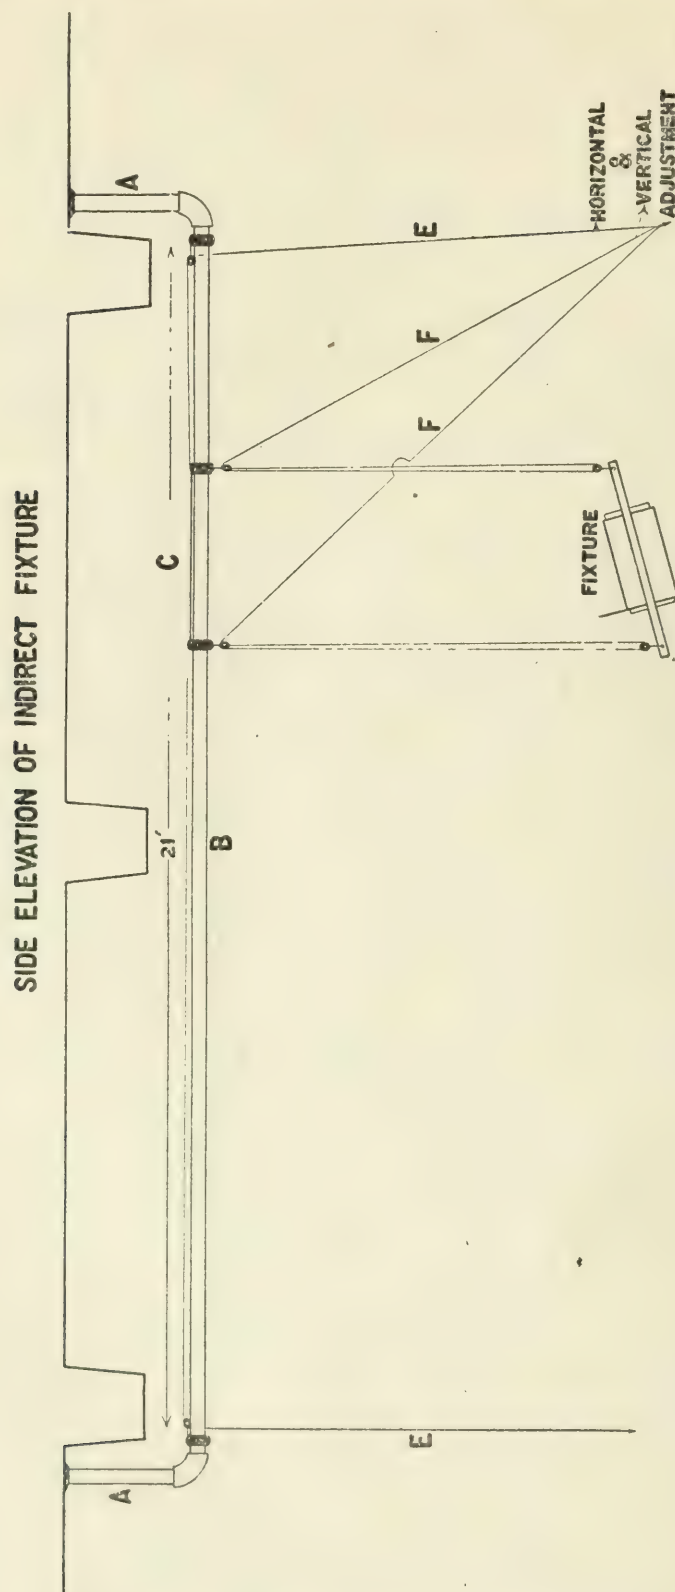 SIDE ELEVATION OF INDIRECT FIXTURE
A
A
21'
C
B
E
E
F
F
FIXTURE
HORIZONTAL
&
VERTICAL
ADJUSTMENT